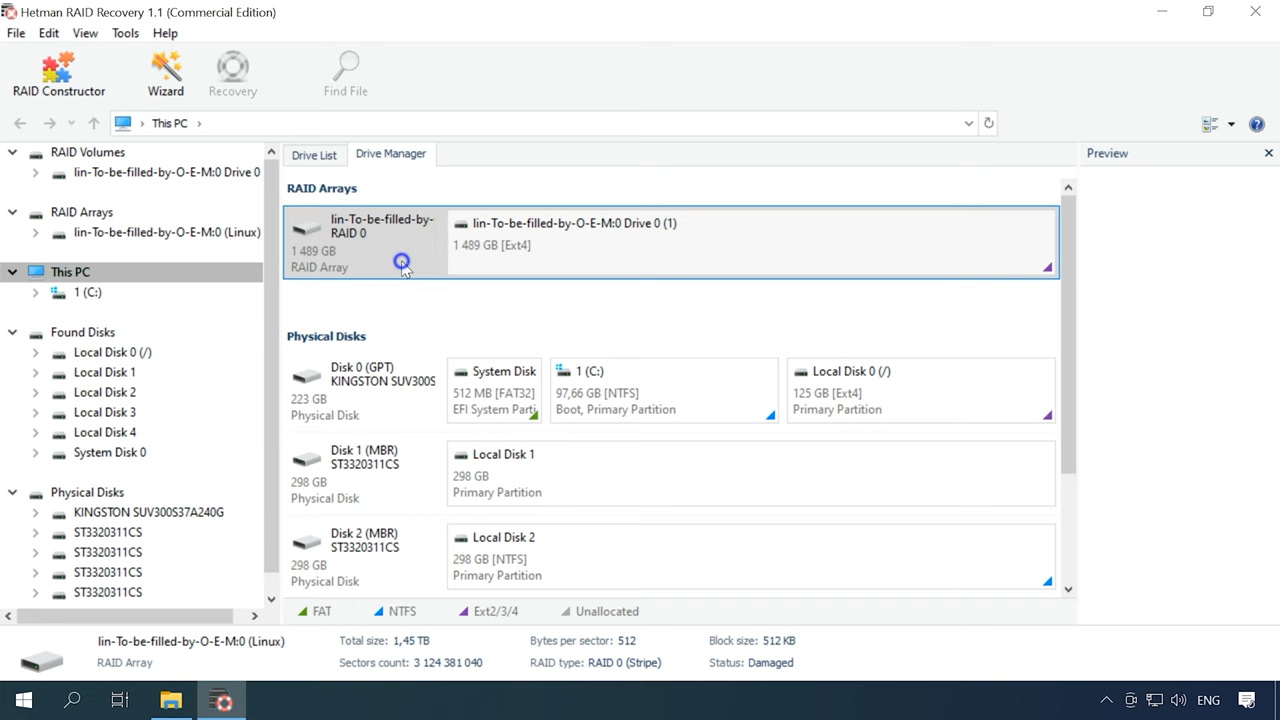 Hetman RAID Recovery 1.1 (Commercial Edition)
File Edit View Tools Help
RAID Constructor Wizard Recovery Find File
This PC
RAID Volumes
lin-To-be-filled-by-O-E-M:0 Drive 0
RAID Arrays
lin-To-be-filled-by-O-E-M:0 (Linux)
This PC
1 (C:)
Found Disks
Local Disk 0 (/)
Local Disk 1
Local Disk 2
Local Disk 3
Local Disk 4
System Disk 0
Physical Disks
KINGSTON SUV300S37A240G
ST3320311CS
ST3320311CS
ST3320311CS
ST3320311CS
Drive List Drive Manager
RAID Arrays
lin-To-be-filled-by-
RAID 0
1 489 GB
RAID Array
lin-To-be-filled-by-O-E-M:0 Drive 0 (1)
1 489 GB [Ext4]
Physical Disks
Disk 0 (GPT)
KINGSTON SUV300S
223 GB
Physical Disk
System Disk
512 MB [FAT32]
EFI System Parti
1 (C:)
97,66 GB [NTFS]
Boot, Primary Partition
Local Disk 0 (/)
125 GB [Ext4]
Primary Partition
Disk 1 (MBR)
ST3320311CS
298 GB
Physical Disk
Local Disk 1
298 GB
Primary Partition
Disk 2 (MBR)
ST3320311CS
298 GB
Physical Disk
Local Disk 2
298 GB [NTFS]
Primary Partition
FAT NTFS Ext2/3/4 Unallocated
Preview
lin-To-be-filled-by-O-E-M:0 (Linux) Total size: 1,45 TB Bytes per sector: 512 Block size: 512 KB
RAID Array Sectors count: 3 124 381 040 RAID type: RAID 0 (Stripe) Status: Damaged
ENG